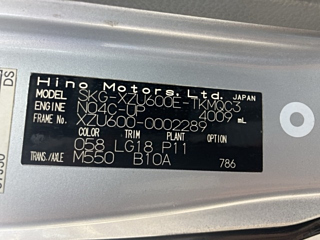 DS
Hino Motors, Ltd. JAPAN
MODEL SKG-XZU600E-TKMQC3
ENGINE N04C-UP 4009 mL
FRAME No. XZU600-0002289
COLOR TRIM PLANT OPTION
058 LG18 P11
TRANS./AXLE M550 B10A 786